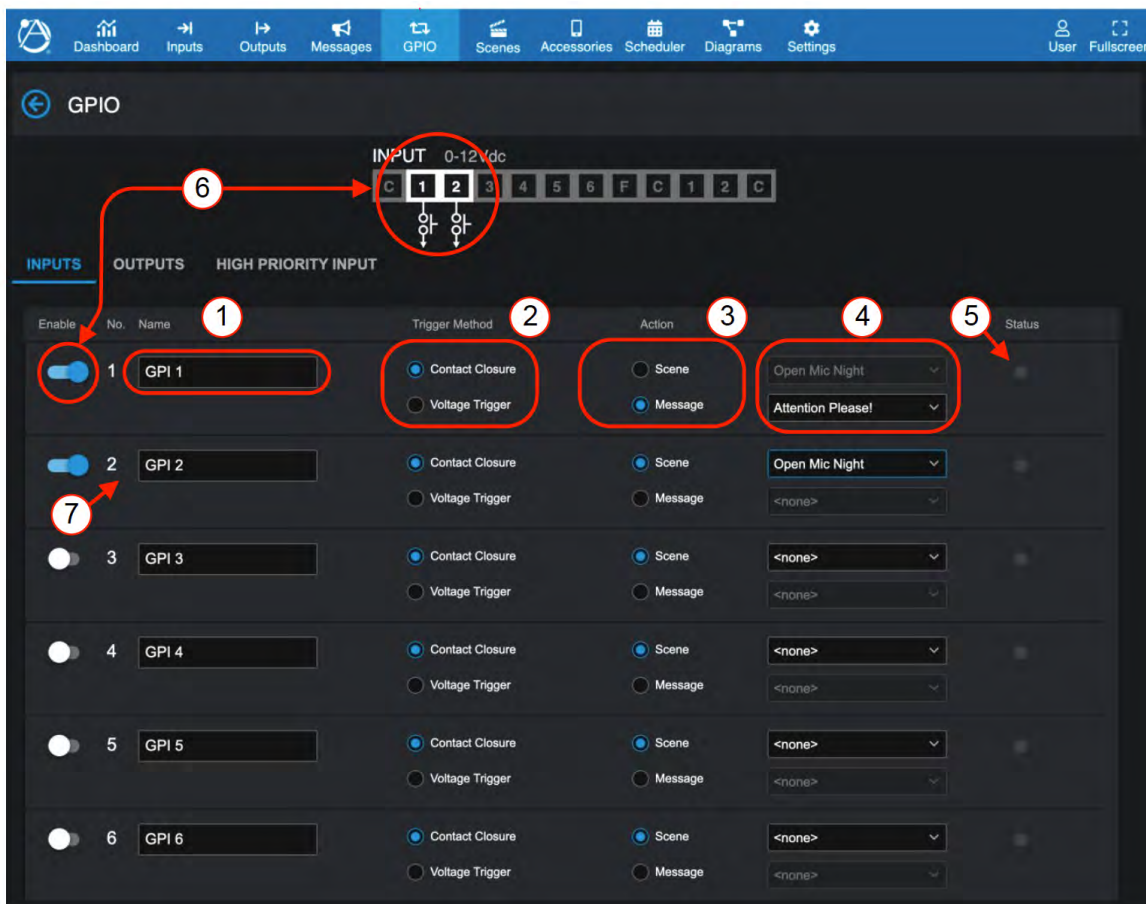 Dashboard Inputs Outputs Messages GPIO Scenes Accessories Scheduler Diagrams Settings User Fullscreen
GPIO
INPUT 0-12Vdc
6 C 1 2 3 4 5 6 F C 1 2 C
INPUTS OUTPUTS HIGH PRIORITY INPUT
Enable No. Name 1 Trigger Method 2 Action 3 4 5 Status
1 GPI 1 Contact Closure Scene Open Mic Night
Voltage Trigger Message Attention Please!
2 GPI 2 Contact Closure Scene Open Mic Night
7 Voltage Trigger Message <none>
3 GPI 3 Contact Closure Scene <none>
Voltage Trigger Message <none>
4 GPI 4 Contact Closure Scene <none>
Voltage Trigger Message <none>
5 GPI 5 Contact Closure Scene <none>
Voltage Trigger Message <none>
6 GPI 6 Contact Closure Scene <none>
Voltage Trigger Message <none>